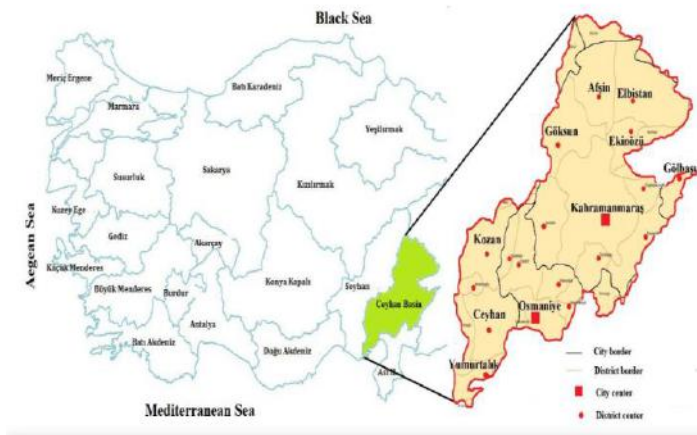 Black Sea
Meriç Ergene
Marmara
Batı Karadeniz
Yeşilırmak
Susurluk
Sakarya
Kızılırmak
Kuzey Ege
Gediz
Akarçay
Aegean Sea
Küçük Menderes
Büyük Menderes
Burdur
Konya Kapalı
Seyhan
Ceyhan Basin
Antalya
Batı Akdeniz
Doğu Akdeniz
Asi
Mediterranean Sea
Afşin
Elbistan
Göksun
Ekinözü
Gölbaşı
Kahramanmaraş
Kozan
Osmaniye
Ceyhan
Yumurtalık
City border
District border
City center
District center